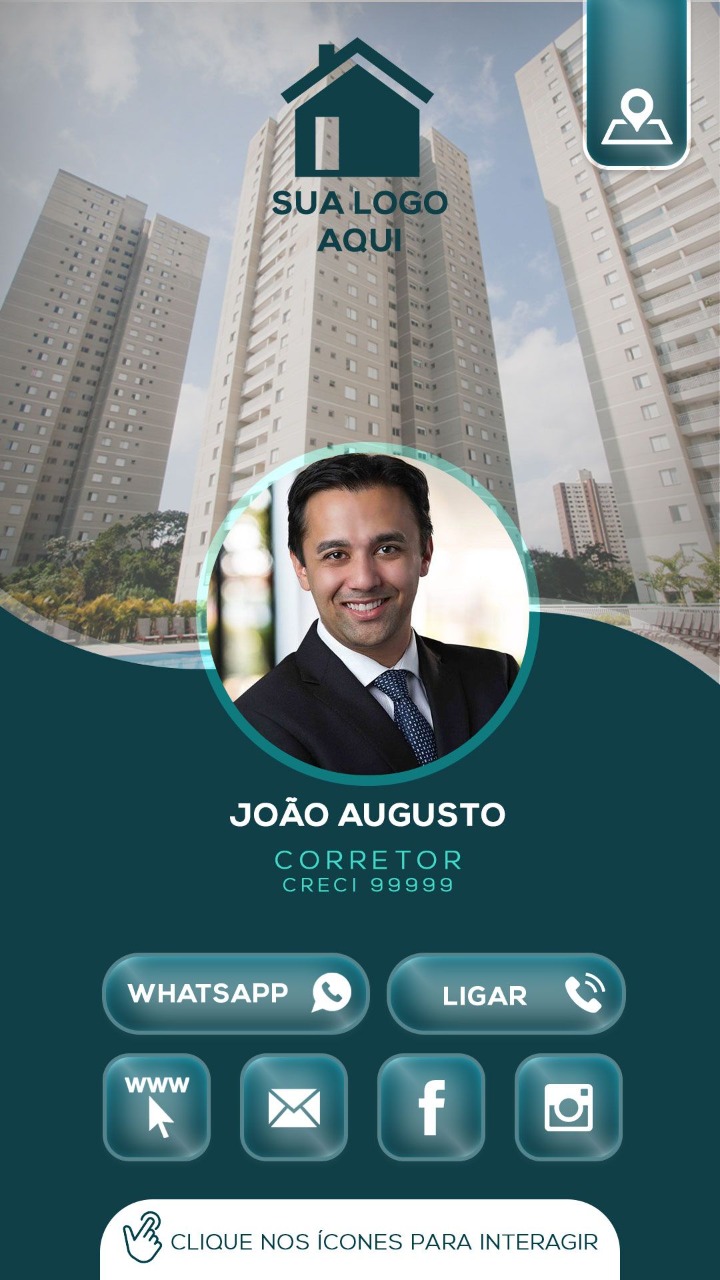 SUA LOGO
AQUI
JOÃO AUGUSTO
CORRETOR
CRECI 99999
WHATSAPP
LIGAR
WWW
CLIQUE NOS ÍCONES PARA INTERAGIR